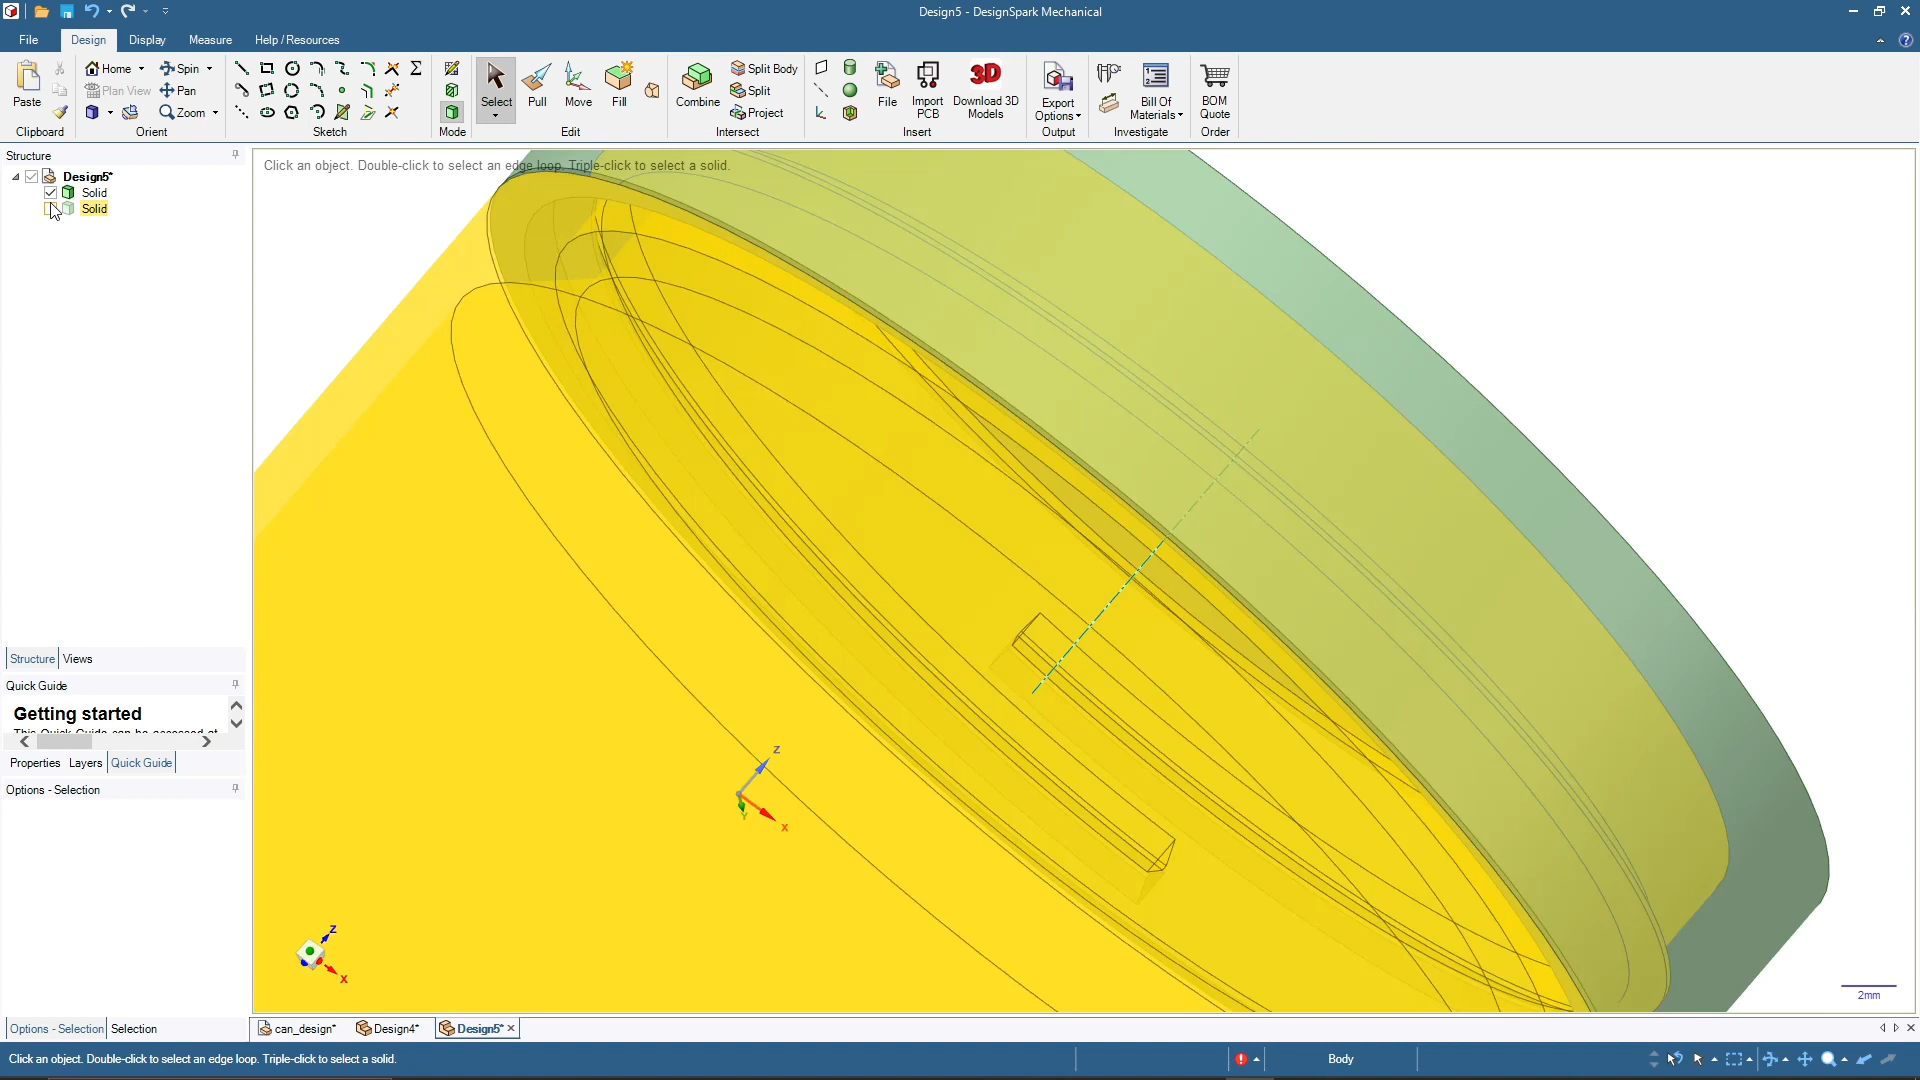 Design5 - DesignSpark Mechanical
File Design Display Measure Help / Resources
Paste
Clipboard
Home Spin
Plan View Pan
Zoom
Orient
Sketch
Mode
Select Pull Move Fill
Edit
Combine
Split Body
Split
Project
Intersect
File
Import PCB
Download 3D Models
Insert
Export Options
Output
Bill Of Materials
Investigate
BOM Quote
Order
Structure
Design5*
Solid
Solid
Click an object. Double-click to select an edge loop. Triple-click to select a solid.
Structure Views
Quick Guide
Getting started
Properties Layers Quick Guide
Options - Selection
Z
X
Y
Z
X
2mm
Options - Selection Selection
can_design* Design4* Design5*
Click an object. Double-click to select an edge loop. Triple-click to select a solid.
Body